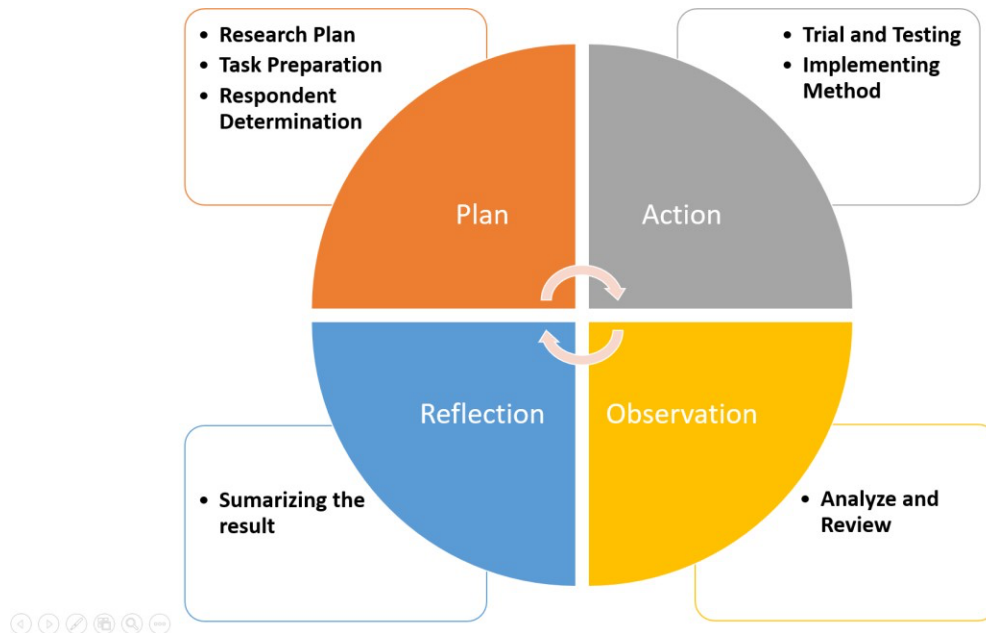 • Research Plan
• Task Preparation
• Respondent
Determination
• Trial and Testing
• Implementing
Method
Plan
Action
Reflection
Observation
• Sumarizing the
result
• Analyze and
Review